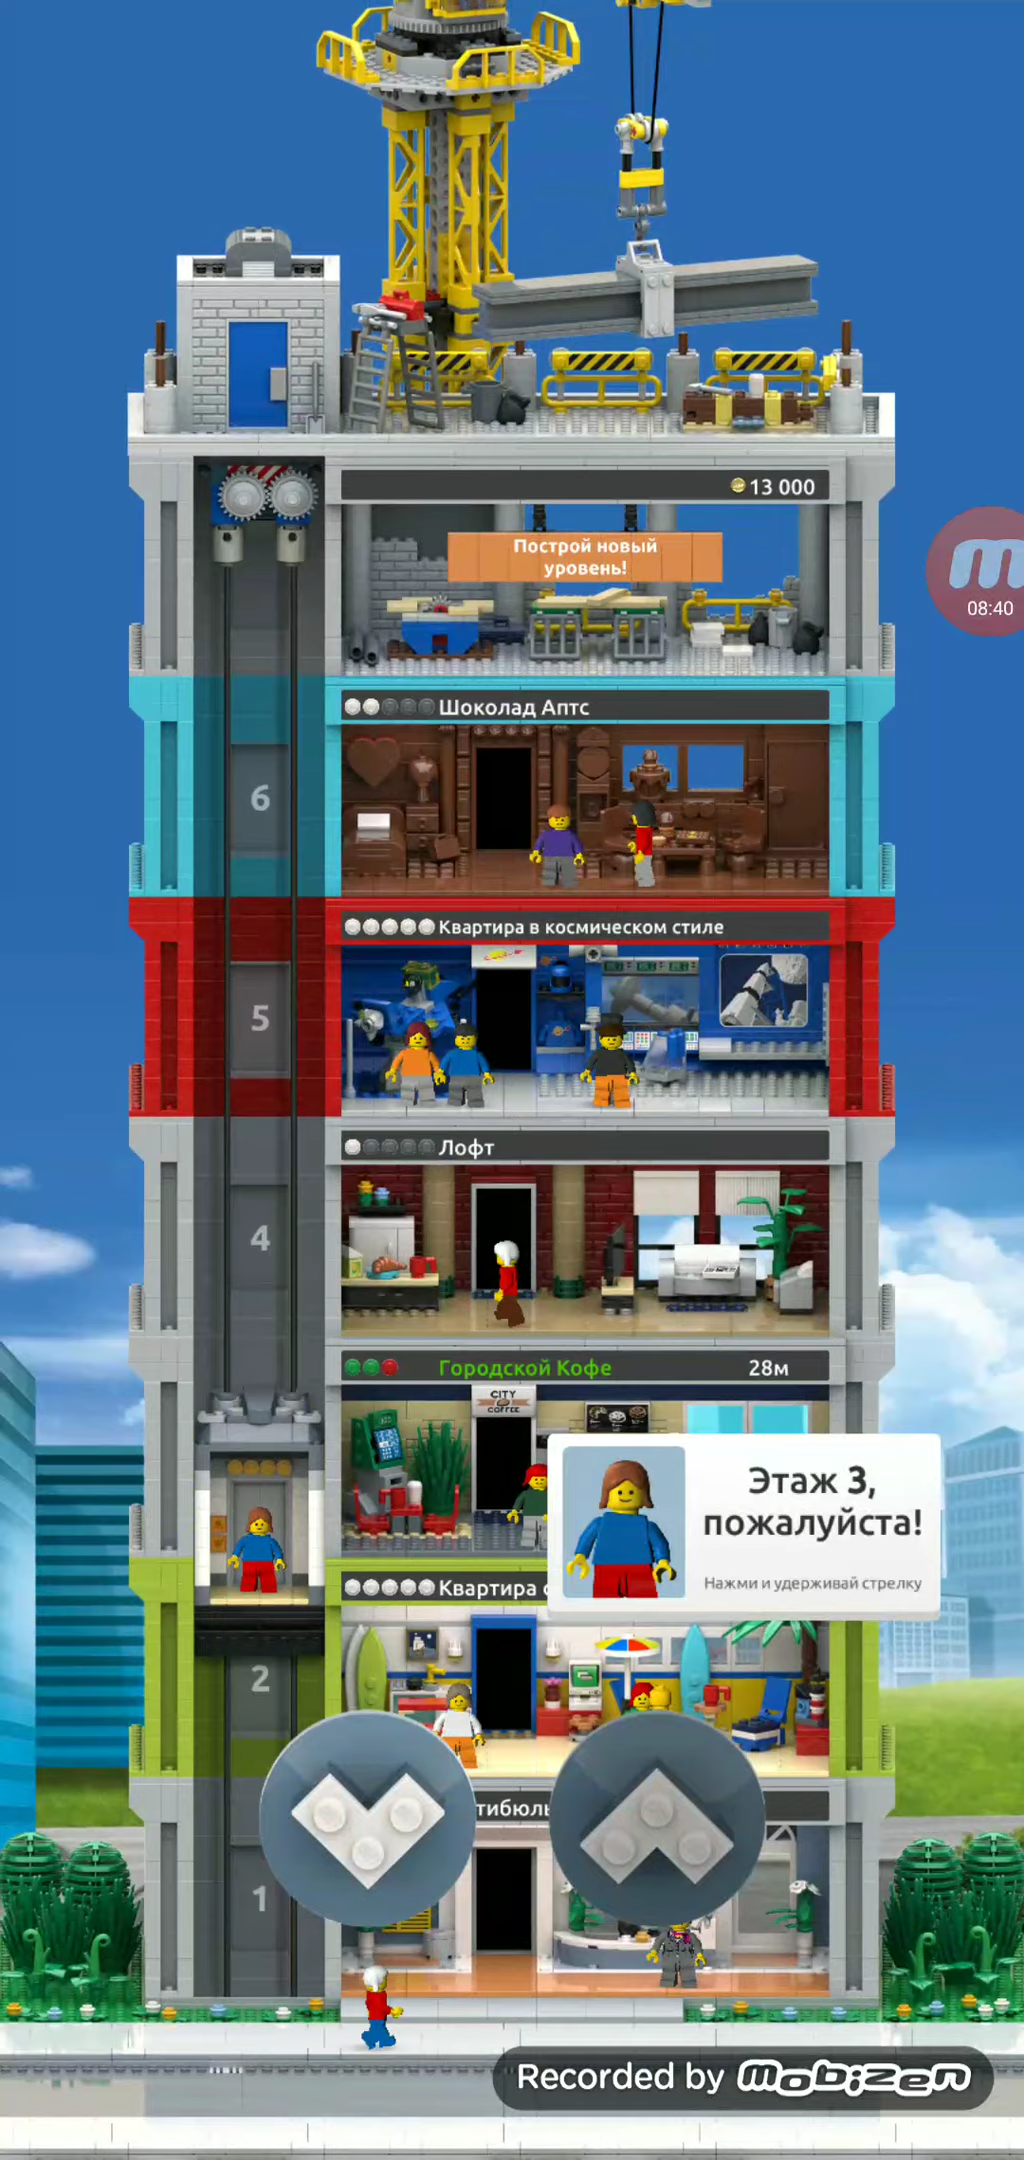 13 000
Построй новый
уровень!
08:40
Шоколад Аптс
6
Квартира в космическом стиле
5
Лофт
4
Городской Кофе 28м
CITY
COFFEE
Этаж 3,
пожалуйста!
Нажми и удерживай стрелку
Квартира
2
тибюль
1
Recorded by mobizen